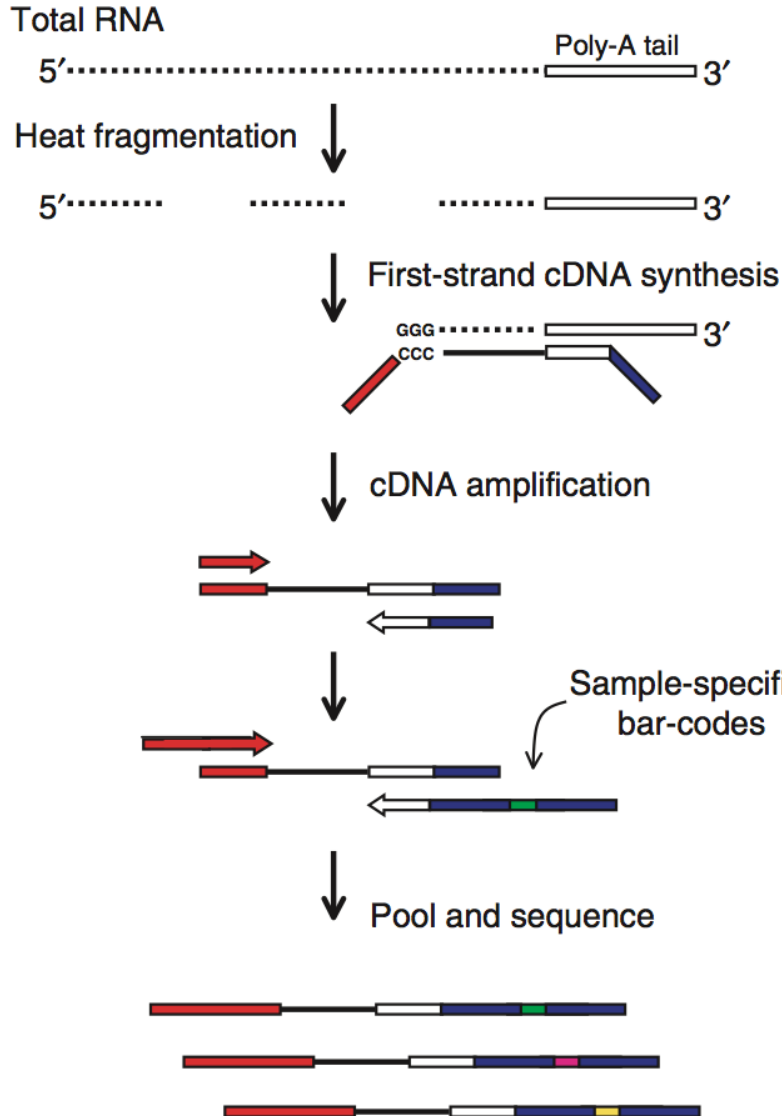 Total RNA
Poly-A tail
5′ 3′
Heat fragmentation
5′ 3′
First-strand cDNA synthesis
GGG 3′
CCC
cDNA amplification
Sample-specifi
bar-codes
Pool and sequence